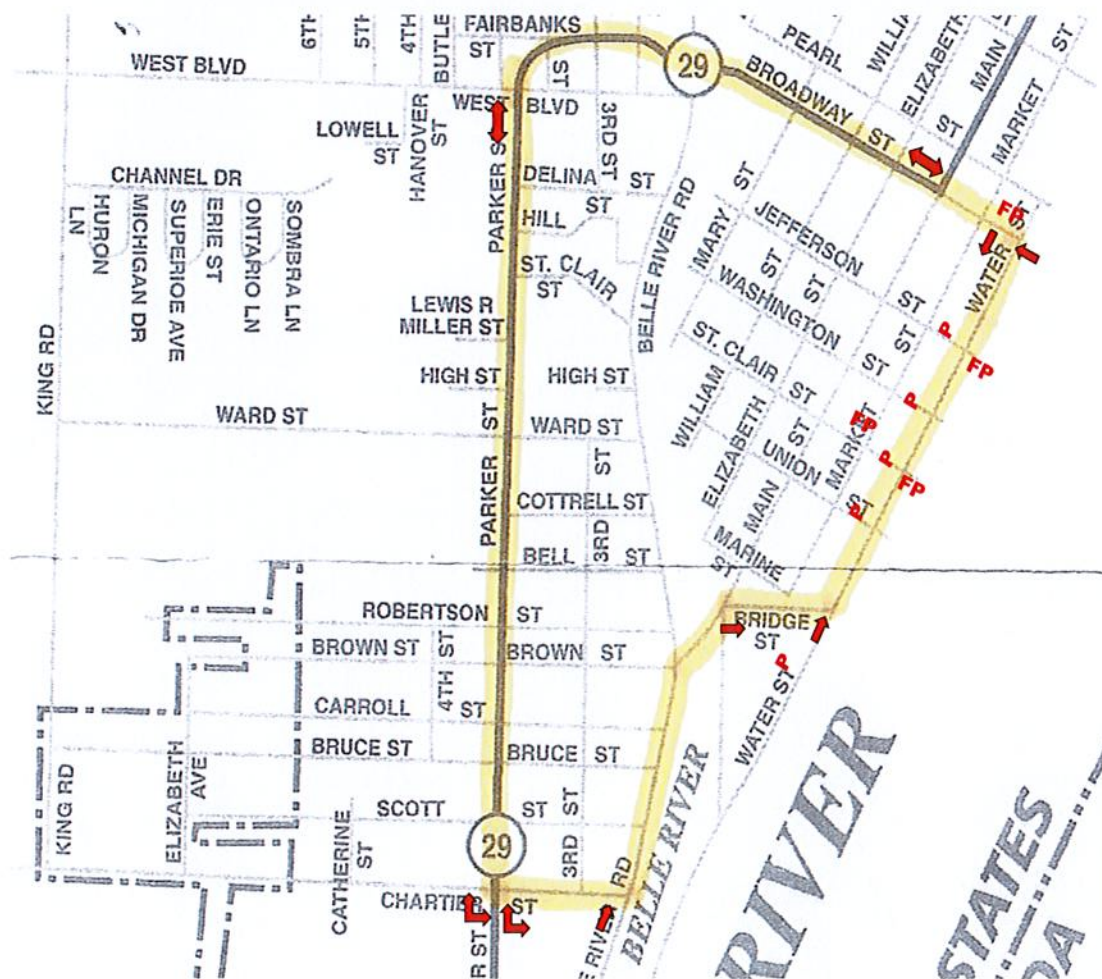 6TH
5TH
4TH
BUTLE
FAIRBANKS
ST
ST
PEARL
WILLI
ELIZABETH
MAIN
ST
ST
MARKET
WEST BLVD
29
BROADWAY
ST
WEST BLVD
HANOVER
ST
LOWELL
ST
PARKER S
3RD ST
DELINA ST
ST
HILL
CHANNEL DR
HURON
LN
MICHIGAN DR
SUPERIOE AVE
ERIE ST
ONTARIO LN
SOMBRA LN
ST. CLAIR
ST
BELLE RIVER RD
MARY ST
JEFFERSON
ST
FP
WATER ST
WASHINGTON
ST
ST
ST
ST
P
FP
LEWIS R
MILLER ST
KING RD
HIGH ST
HIGH ST
ST. CLAIR
ST
WILLIAM
P
WARD ST
WARD ST
PARKER ST
FP
ELIZABETH
ST
UNION
ST
MARKET
P
FP
P
MAIN
MARINE
ST
COTTRELL ST
3RD
ST
BELL ST
ROBERTSON ST
BRIDGE
ST
BROWN ST
4TH ST
BROWN ST
P
WATER ST
CARROLL ST
BRUCE ST
BRUCE ST
KING RD
ELIZABETH
AVE
SCOTT ST
3RD ST
29
CATHERINE
ST
CHARTIER ST
RD
BELLE RIVER
R ST
E RIVE
RIVER
STATES
DA